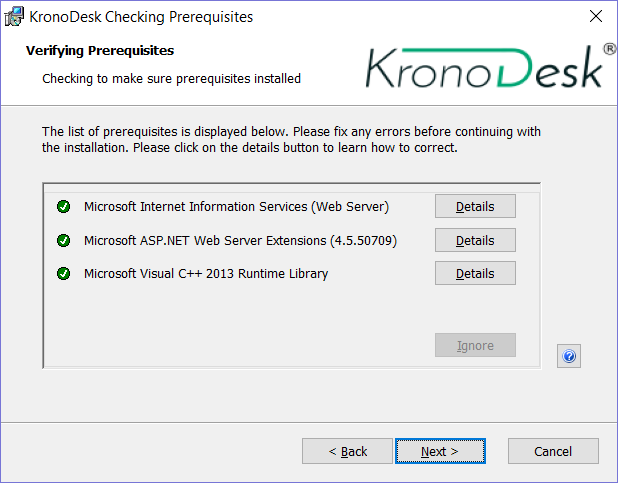 KronoDesk Checking Prerequisites
Verifying Prerequisites
Checking to make sure prerequisites installed
KronoDesk®
The list of prerequisites is displayed below. Please fix any errors before continuing with
the installation. Please click on the details button to learn how to correct.
Microsoft Internet Information Services (Web Server)
Details
Microsoft ASP.NET Web Server Extensions (4.5.50709)
Details
Microsoft Visual C++ 2013 Runtime Library
Details
Ignore
?
< Back
Next >
Cancel